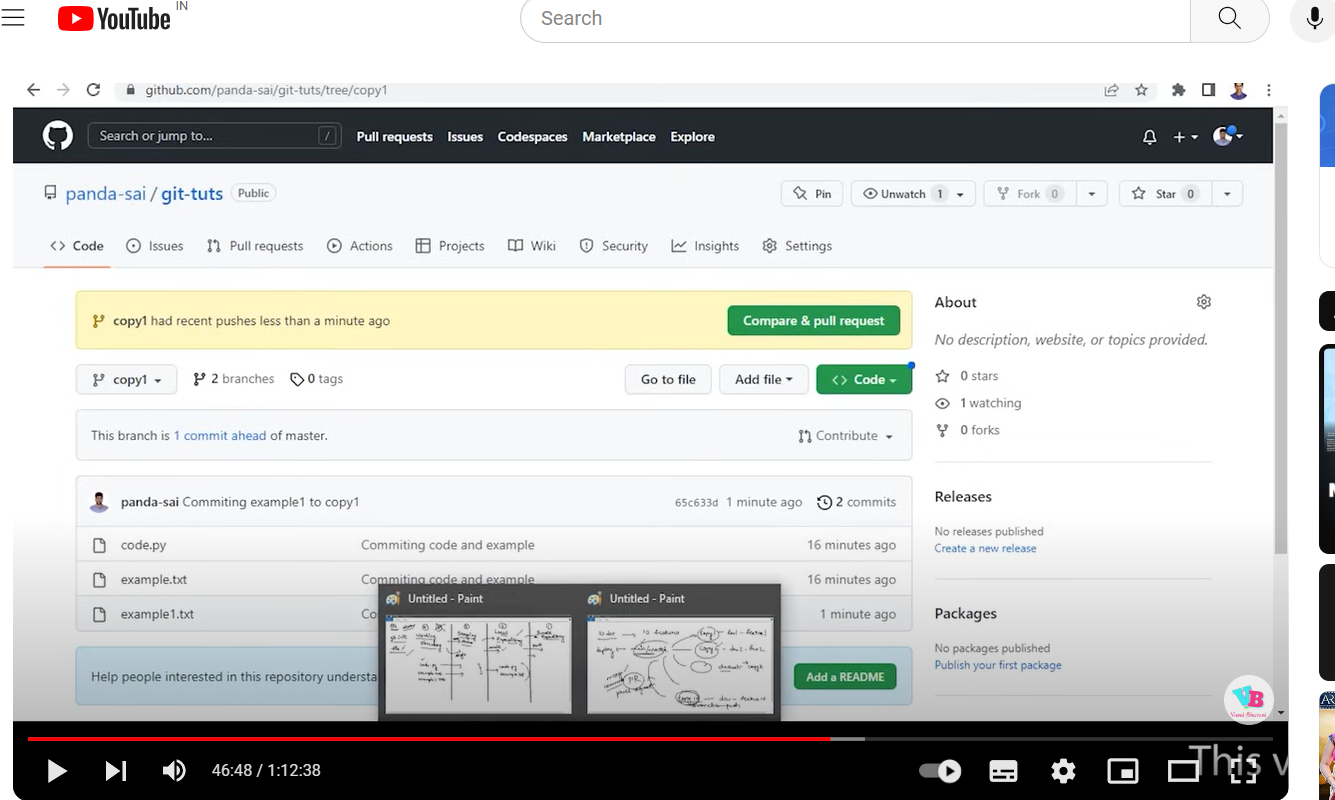 YouTube IN
Search
github.com/panda-sai/git-tuts/tree/copy1
Search or jump to... / Pull requests Issues Codespaces Marketplace Explore
panda-sai / git-tuts Public
Pin Unwatch 1 Fork 0 Star 0
Code Issues Pull requests Actions Projects Wiki Security Insights Settings
copy1 had recent pushes less than a minute ago Compare & pull request
copy1 2 branches 0 tags Go to file Add file Code
This branch is 1 commit ahead of master. Contribute
panda-sai Commiting example1 to copy1 65c633d 1 minute ago 2 commits
code.py Commiting code and example 16 minutes ago
example.txt Commiting code and example 16 minutes ago
example1.txt Co 1 minute ago
Help people interested in this repository understa Add a README
About
No description, website, or topics provided.
0 stars
1 watching
0 forks
Releases
No releases published
Create a new release
Packages
No packages published
Publish your first package
Untitled - Paint
Untitled - Paint
VB
46:48 / 1:12:38
This v